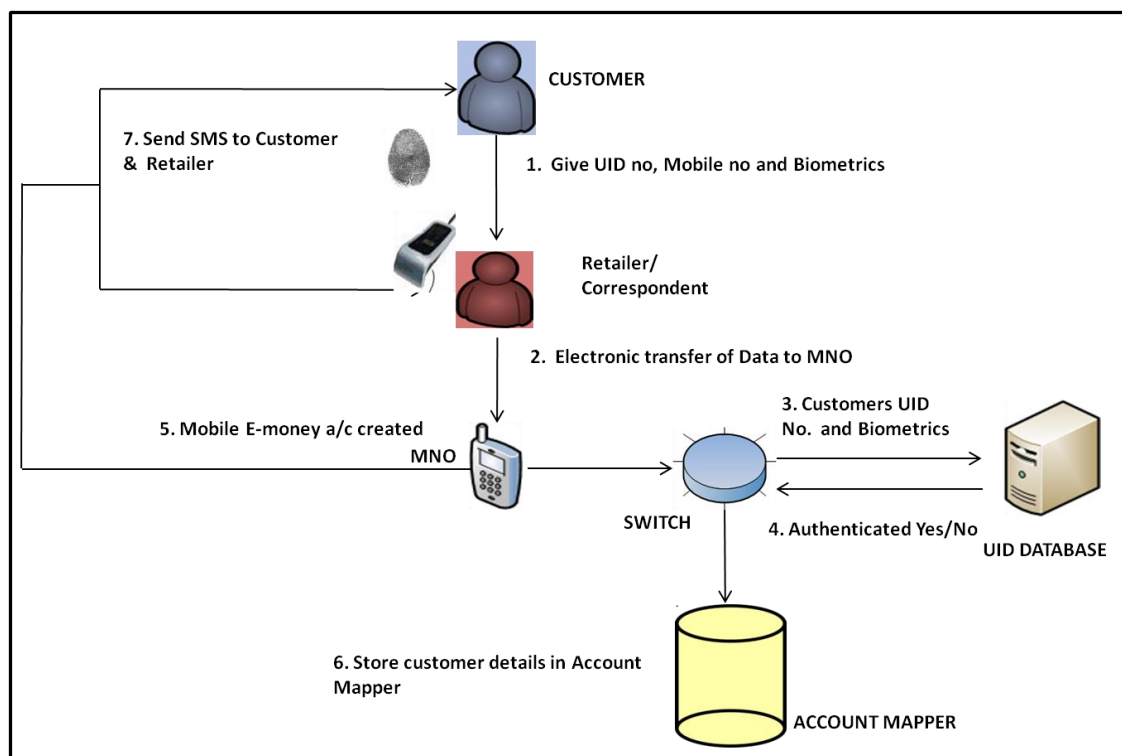 CUSTOMER
7. Send SMS to Customer
& Retailer
1. Give UID no, Mobile no and Biometrics
Retailer/
Correspondent
2. Electronic transfer of Data to MNO
3. Customers UID
No. and Biometrics
5. Mobile E-money a/c created
MNO
SWITCH
4. Authenticated Yes/No
UID DATABASE
6. Store customer details in Account
Mapper
ACCOUNT MAPPER